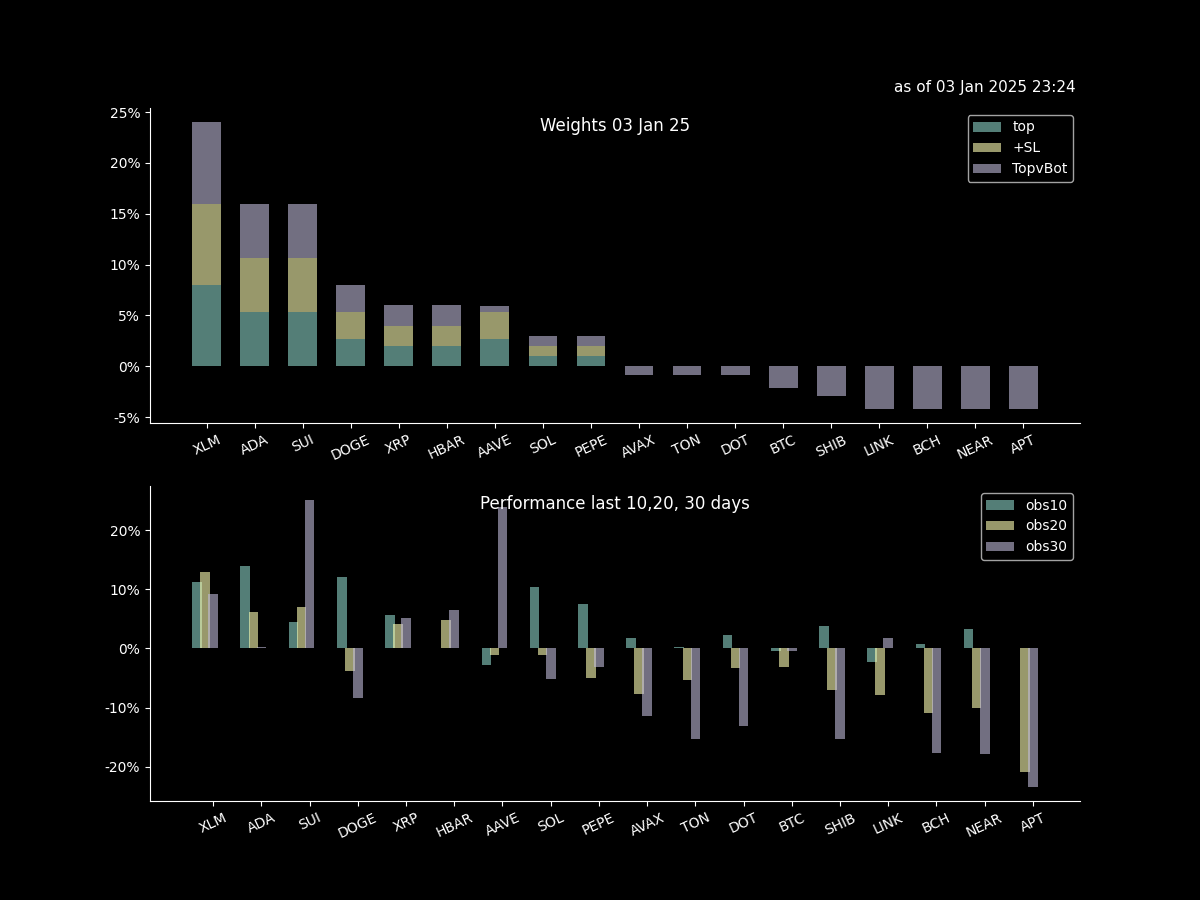 as of 03 Jan 2025 23:24
Weights 03 Jan 25
top
+SL
TopvBot
25%
20%
15%
10%
5%
0%
-5%
XLM ADA SUI DOGE XRP HBAR AAVE SOL PEPE AVAX TON DOT BTC SHIB LINK BCH NEAR APT
Performance last 10,20, 30 days
obs10
obs20
obs30
20%
10%
0%
-10%
-20%
XLM ADA SUI DOGE XRP HBAR AAVE SOL PEPE AVAX TON DOT BTC SHIB LINK BCH NEAR APT